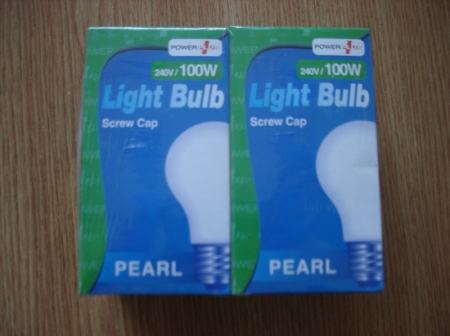 POWER
240V/100W
Light Bulb
Screw Cap
PEARL
POWER
240V/100W
Light Bulb
Screw Cap
PEARL